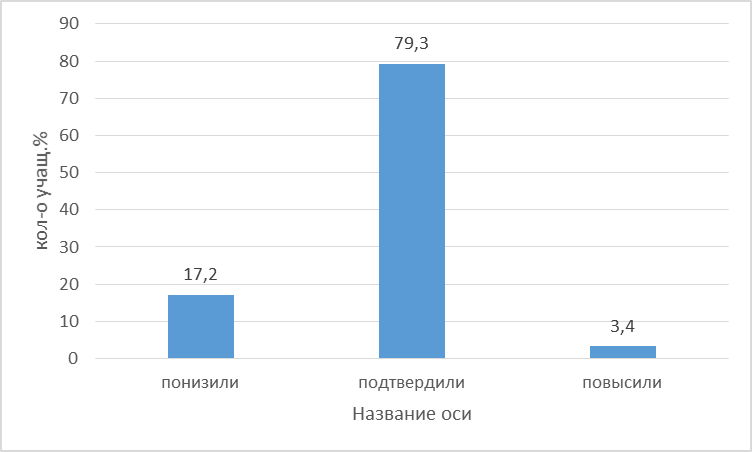 90
80
70
60
50
40
30
20
10
0
кол-о учащ.%
17,2
79,3
3,4
понизили
подтвердили
повысили
Название оси